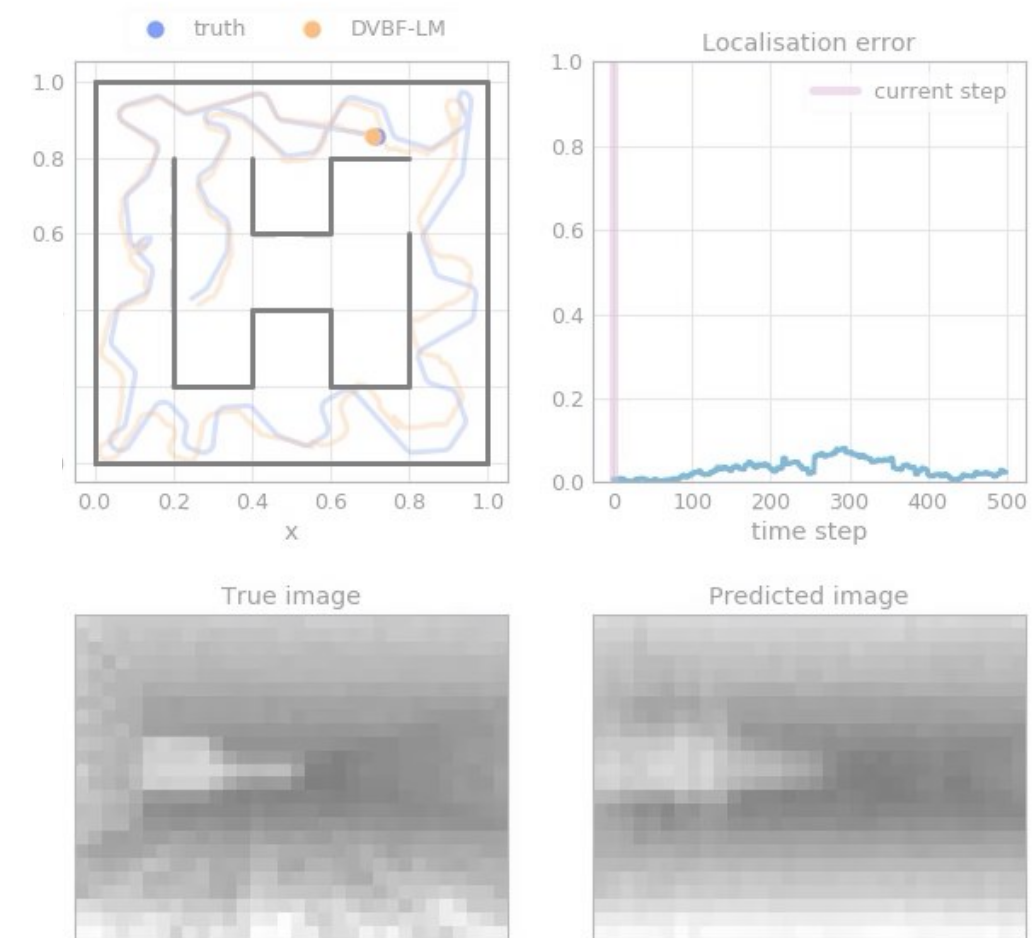 truth DVBF-LM
Localisation error
1.0
0.8
0.6
0.0 0.2 0.4 0.6 0.8 1.0
x
1.0
0.8
0.6
0.4
0.2
0.0
current step
0 100 200 300 400 500
time step
True image
Predicted image